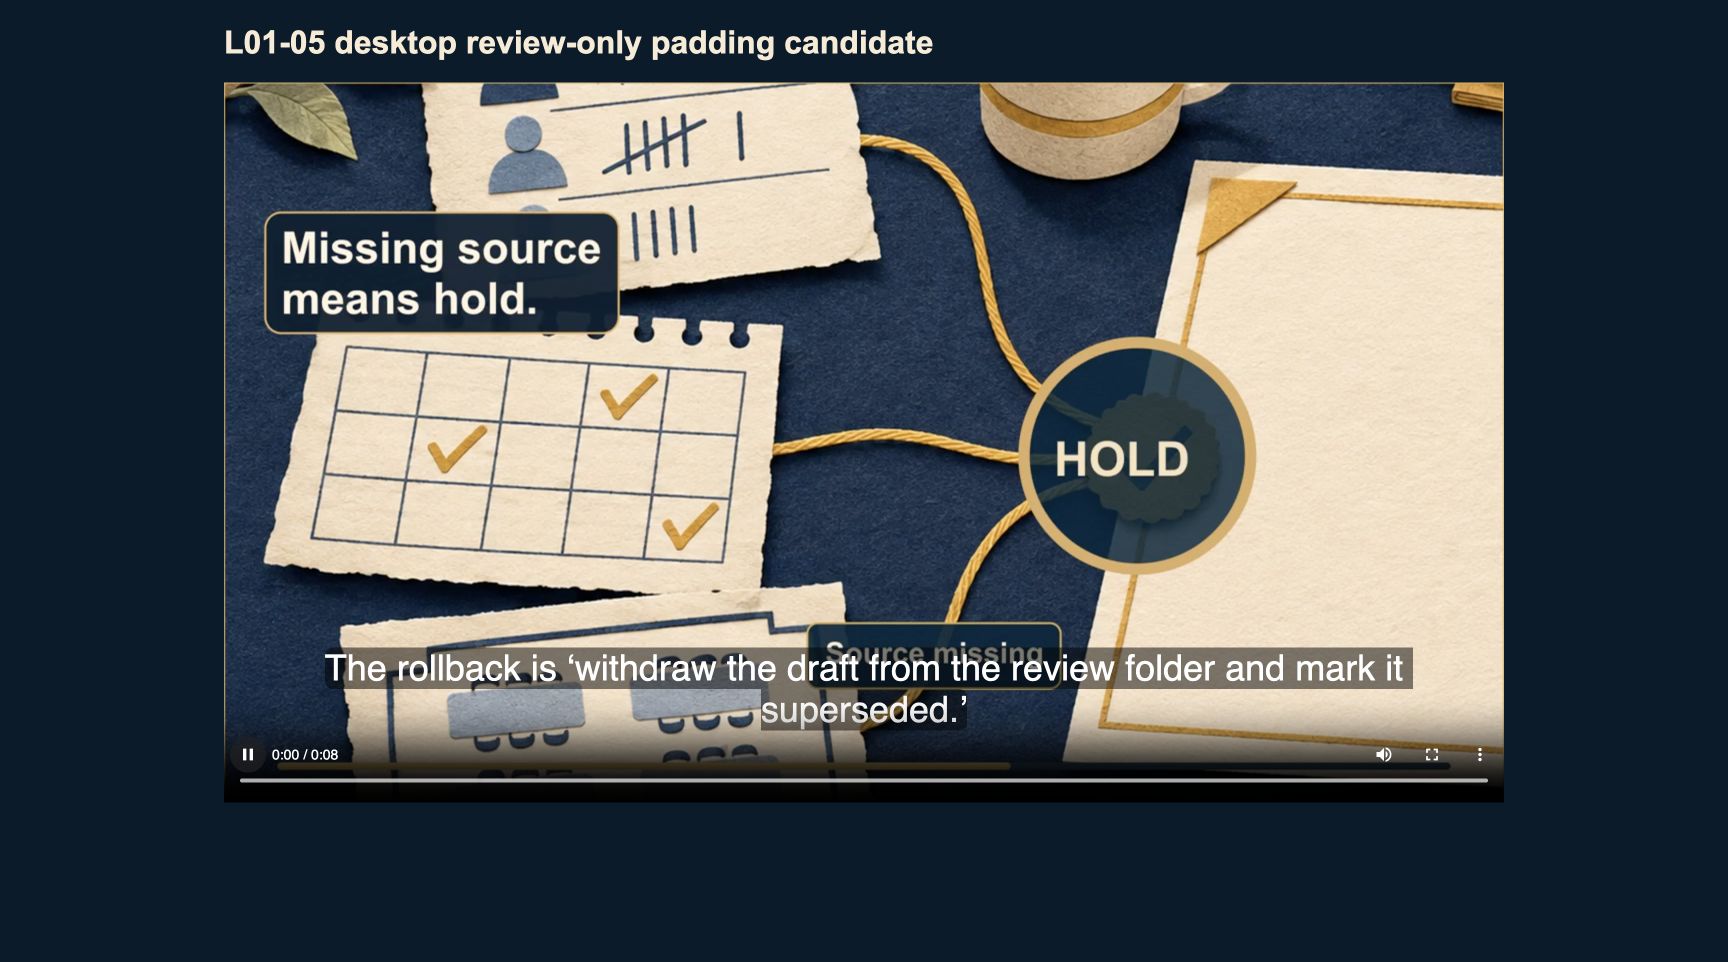 L01-05 desktop review-only padding candidate
Missing source
means hold.
HOLD
Source missing
The rollback is ‘withdraw the draft from the review folder and mark it
superseded.’
0:00 / 0:08